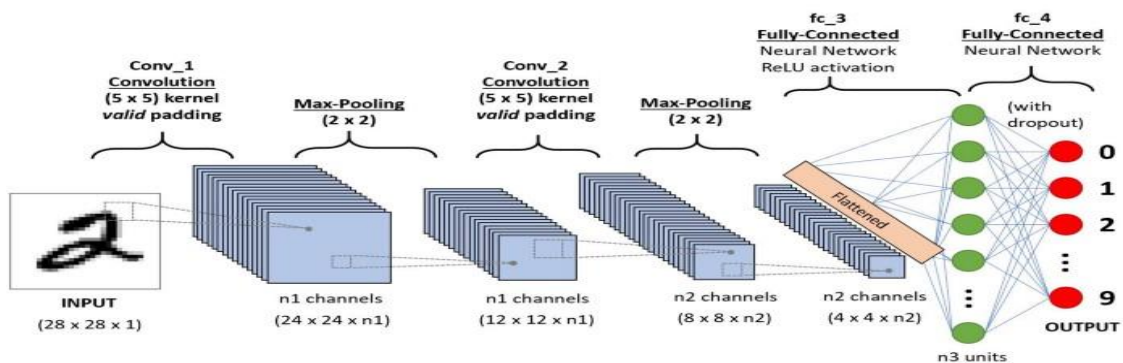 fc_3
Fully-Connected
Neural Network
ReLU activation
fc_4
Fully-Connected
Neural Network
Conv_1
Convolution
(5 x 5) kernel
valid padding
Max-Pooling
(2 x 2)
Conv_2
Convolution
(5 x 5) kernel
valid padding
Max-Pooling
(2 x 2)
(with
dropout)
0
1
2
9
Flattened
2
INPUT
(28 x 28 x 1)
n1 channels
(24 x 24 x n1)
n1 channels
(12 x 12 x n1)
n2 channels
(8 x 8 x n2)
n2 channels
(4 x 4 x n2)
OUTPUT
n3 units